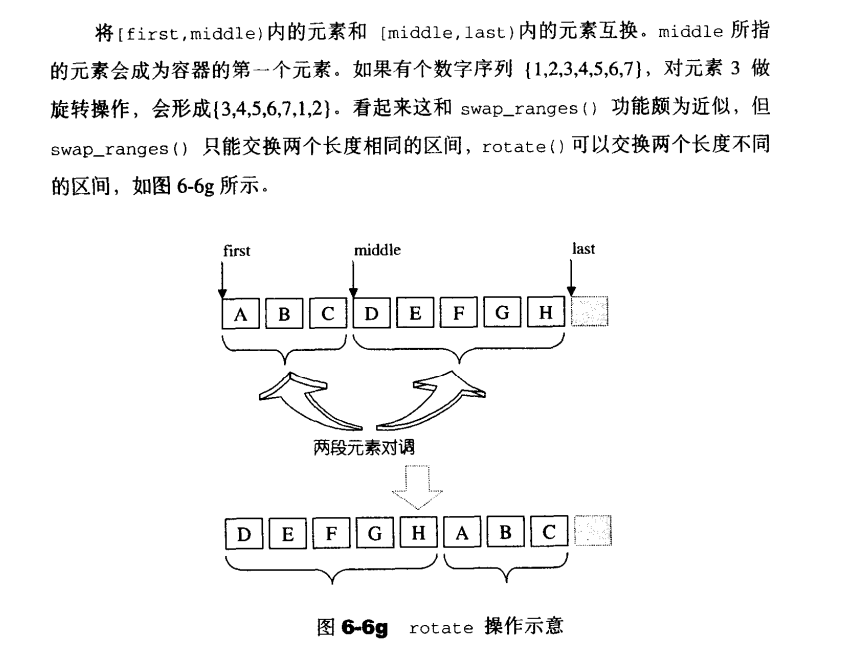 将[first,middle)内的元素和 [middle,last)内的元素互换。middle 所指
的元素会成为容器的第一个元素。如果有个数字序列 {1,2,3,4,5,6,7}，对元素 3 做
旋转操作，会形成{3,4,5,6,7,1,2}。看起来这和 swap_ranges() 功能颇为近似，但
swap_ranges() 只能交换两个长度相同的区间，rotate()可以交换两个长度不同
的区间，如图 6-6g 所示。
first middle last
A B C D E F G H
两段元素对调
D E F G H A B C
图 6-6g rotate 操作示意